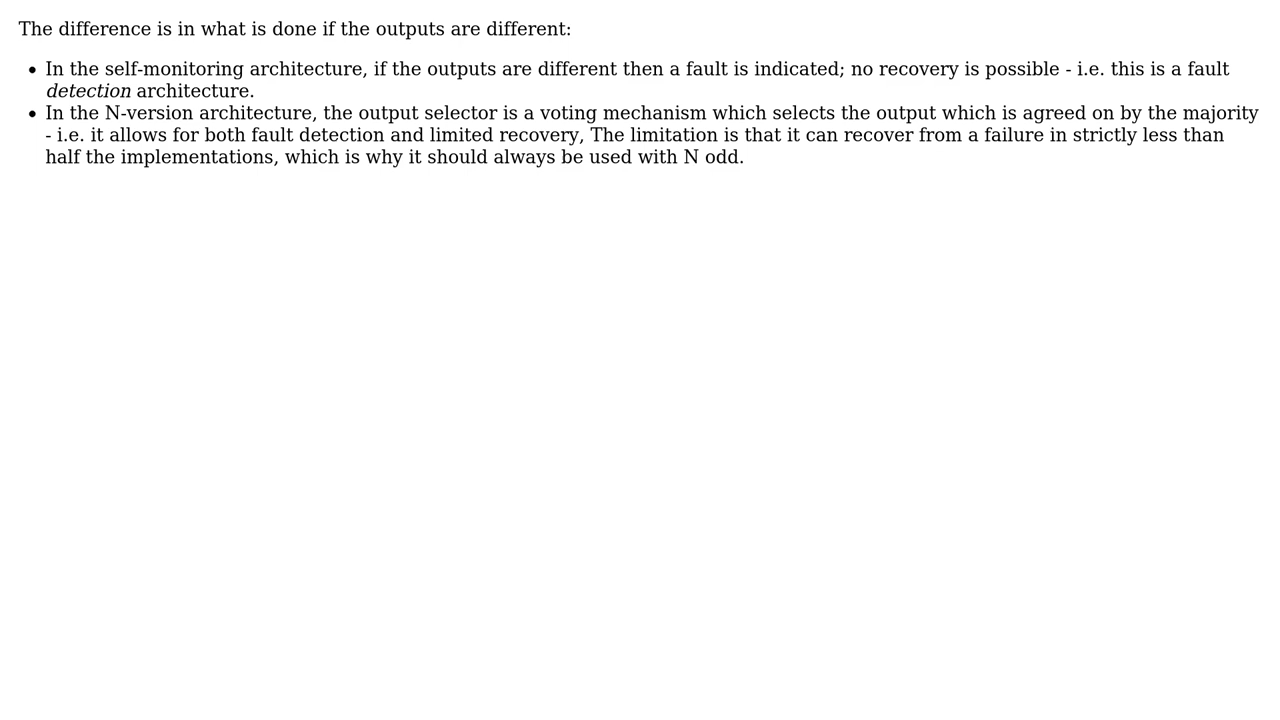 The difference is in what is done if the outputs are different:
• In the self-monitoring architecture, if the outputs are different then a fault is indicated; no recovery is possible - i.e. this is a fault
detection architecture.
• In the N-version architecture, the output selector is a voting mechanism which selects the output which is agreed on by the majority
- i.e. it allows for both fault detection and limited recovery, The limitation is that it can recover from a failure in strictly less than
half the implementations, which is why it should always be used with N odd.